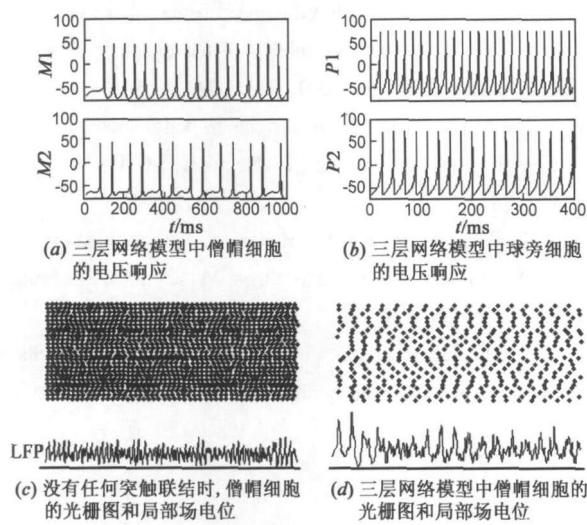 100
50
0
-50
M1
100
50
0
-50
M2
0 200 400 600 800 1000
t/ms
(a) 三层网络模型中僧帽细胞
的电压响应
100
50
0
-50
P1
100
50
0
-50
P2
0 100 200 300 400
t/ms
(b) 三层网络模型中球旁细胞
的电压响应
LFP
(c) 没有任何突触联结时, 僧帽细胞
的光栅图和局部场电位
(d) 三层网络模型中僧帽细胞的
光栅图和局部场电位